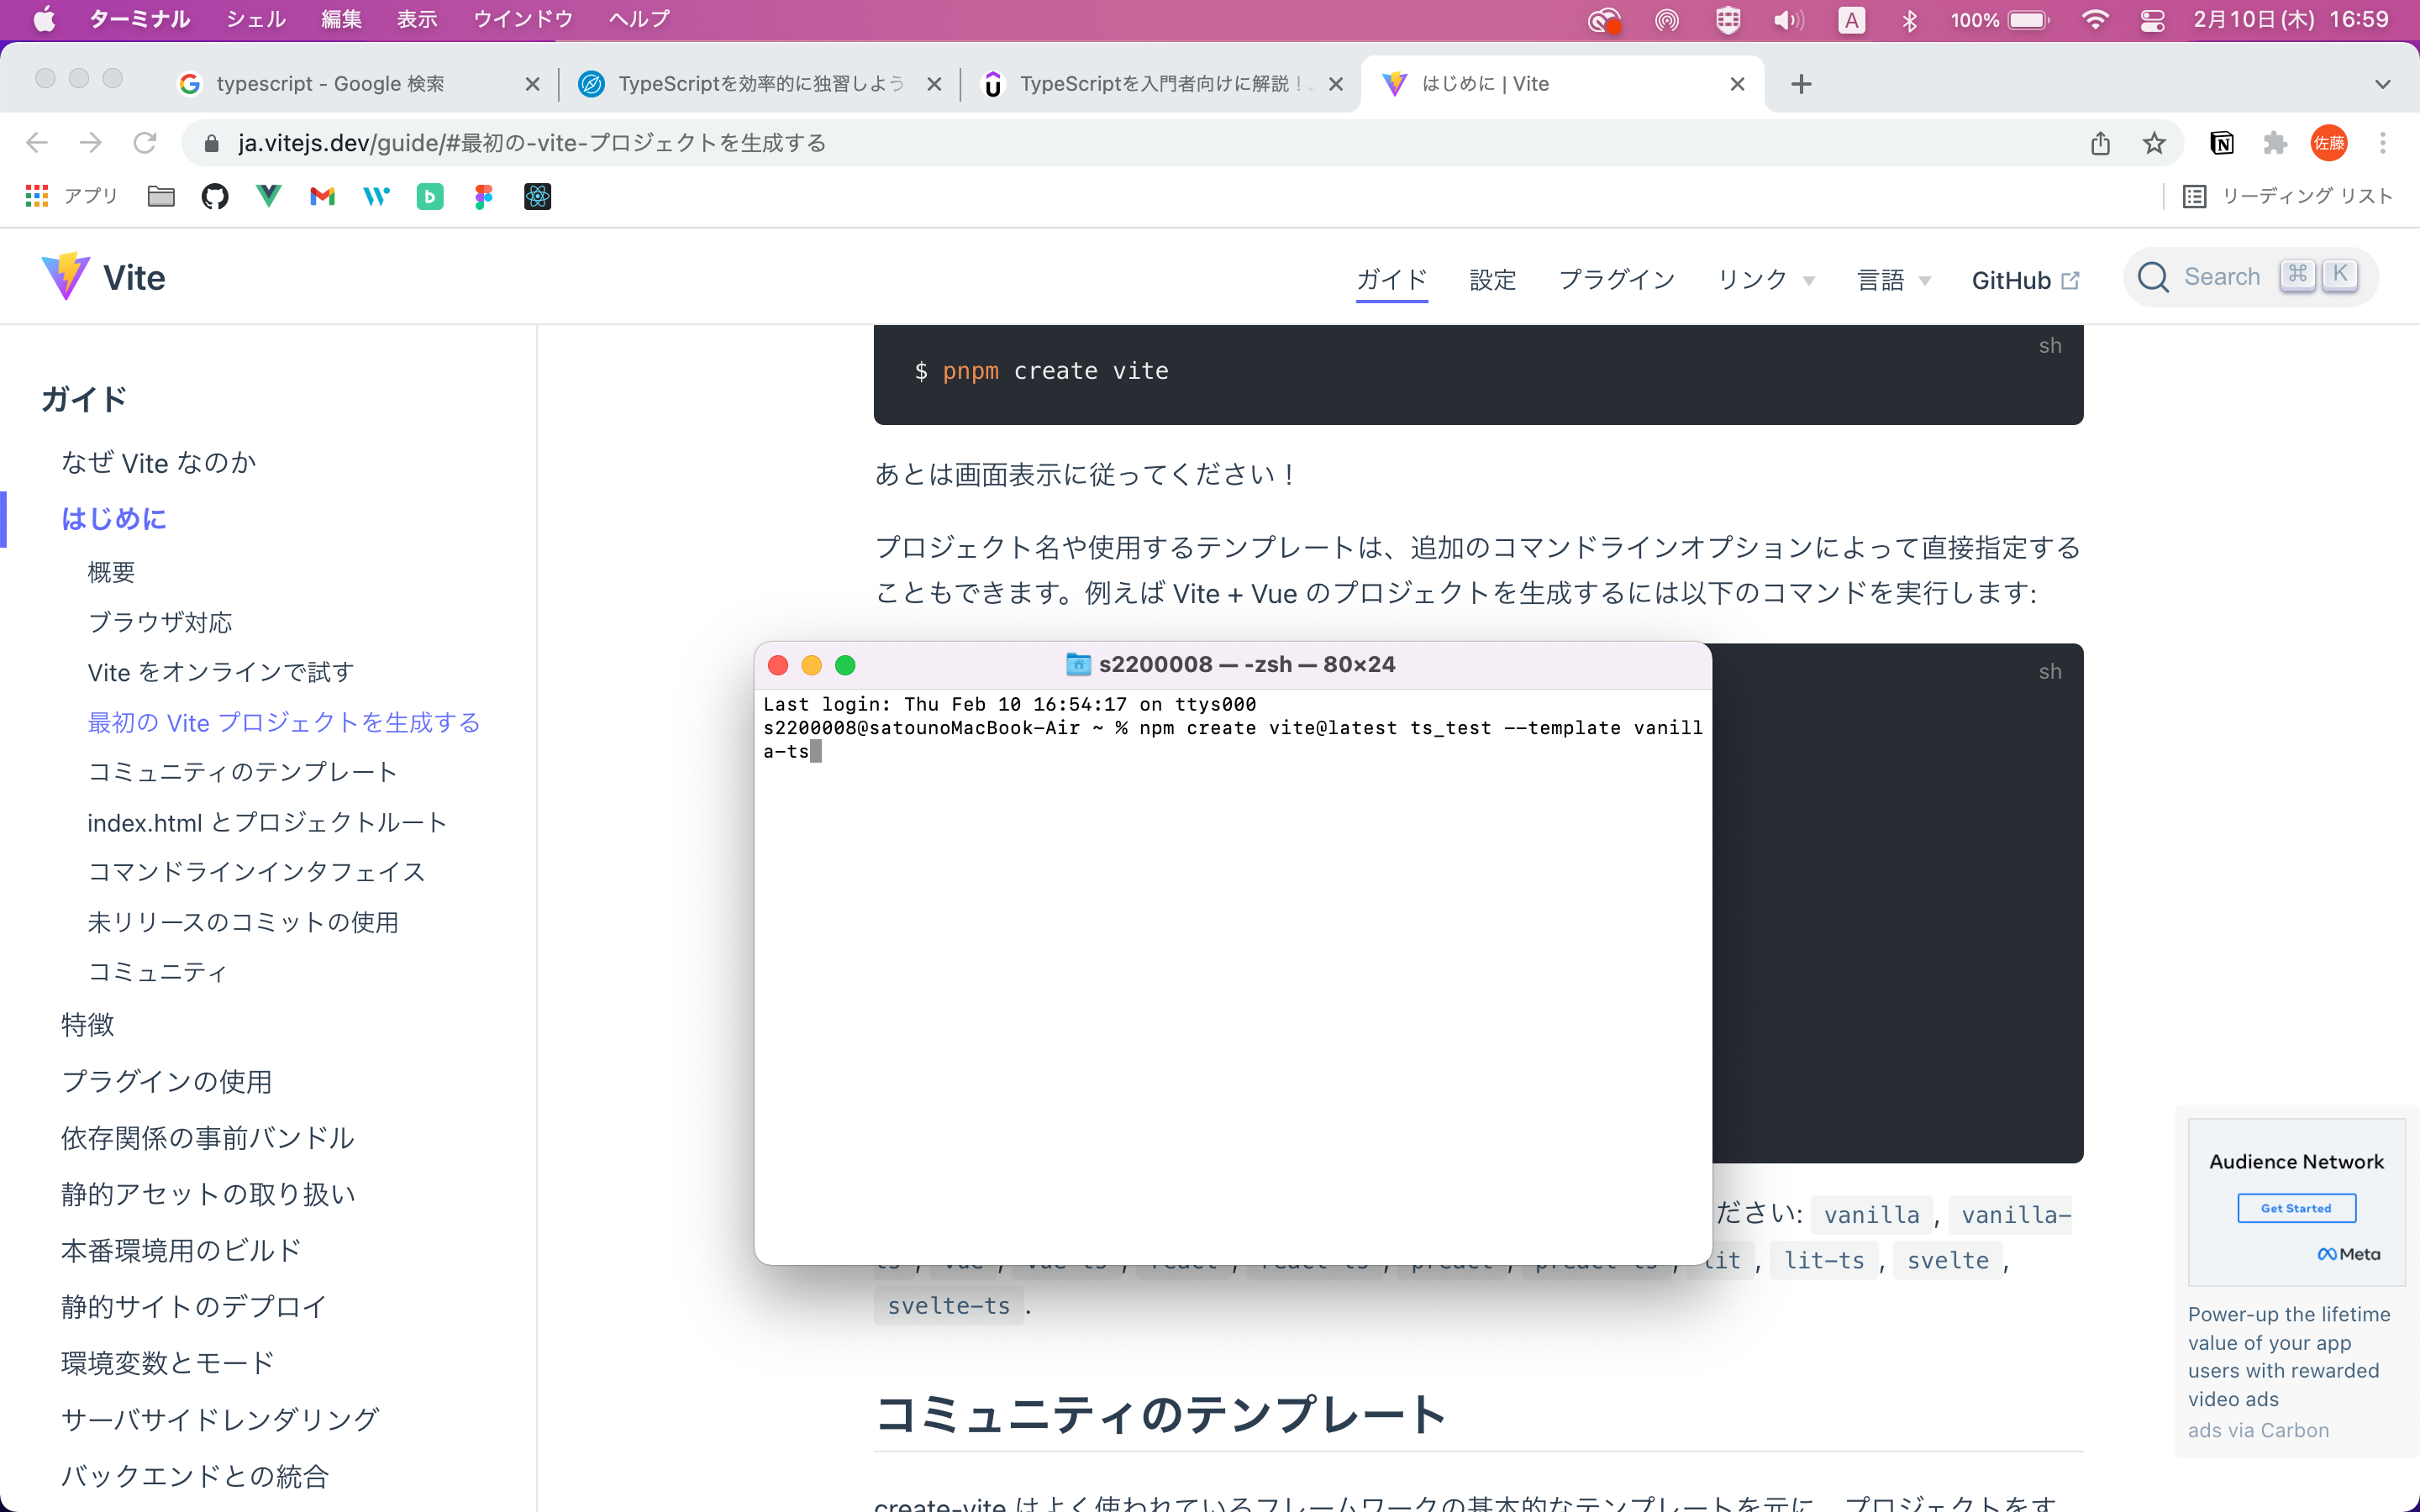 ターミナル シェル 編集 表示 ウインドウ ヘルプ A 100% 2月10日(木) 16:59
typescript - Google 検索 TypeScriptを効率的に独習しよう TypeScriptを入門者向けに解説! はじめに | Vite
ja.vitejs.dev/guide/#最初の-vite-プロジェクトを生成する 佐藤
アプリ リーディング リスト
Vite ガイド 設定 プラグイン リンク 言語 GitHub Search ⌘ K
ガイド
なぜ Vite なのか
はじめに
概要
ブラウザ対応
Vite をオンラインで試す
最初の Vite プロジェクトを生成する
コミュニティのテンプレート
index.html とプロジェクトルート
コマンドラインインタフェイス
未リリースのコミットの使用
コミュニティ
特徴
プラグインの使用
依存関係の事前バンドル
静的アセットの取り扱い
本番環境用のビルド
静的サイトのデプロイ
環境変数とモード
サーバサイドレンダリング
バックエンドとの統合
sh
$ pnpm create vite
あとは画面表示に従ってください！
プロジェクト名や使用するテンプレートは、追加のコマンドラインオプションによって直接指定する
こともできます。例えば Vite + Vue のプロジェクトを生成するには以下のコマンドを実行します:
sh
s2200008 — -zsh — 80×24
Last login: Thu Feb 10 16:54:17 on ttys000
s2200008@satounoMacBook-Air ~ % npm create vite@latest ts_test --template vanill
a-ts
ださい: vanilla , vanilla-
ts , vue , vue-ts , react , react-ts , preact , preact-ts , lit , lit-ts , svelte ,
svelte-ts .
コミュニティのテンプレート
create-vite はよく使われているフレームワークの基本的なテンプレートを元に、プロジェクトをす
Audience Network
Get Started
Meta
Power-up the lifetime
value of your app
users with rewarded
video ads
ads via Carbon